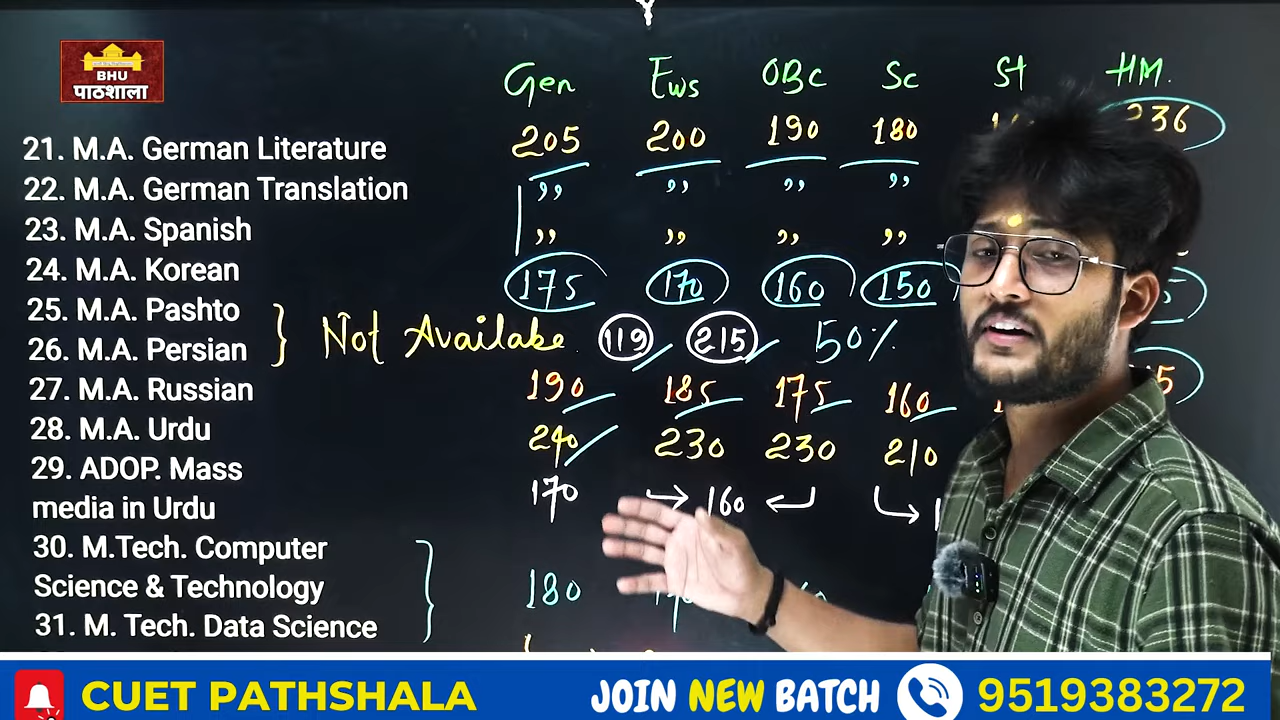 BHU
पाठशाला
Gen Ews OBC Sc St HM.
205 200 190 180 236
21. M.A. German Literature
22. M.A. German Translation ,, ,, ,, ,,
23. M.A. Spanish ,, ,, ,, ,,
24. M.A. Korean 175 170 160 150
25. M.A. Pashto
26. M.A. Persian } Not Availabe. 119 215 50%
27. M.A. Russian 190 185 175 160
28. M.A. Urdu 240 230 230 210
29. ADOP. Mass
media in Urdu 170 → 160 ←
30. M.Tech. Computer
Science & Technology } 180
31. M. Tech. Data Science
CUET PATHSHALA JOIN NEW BATCH 9519383272